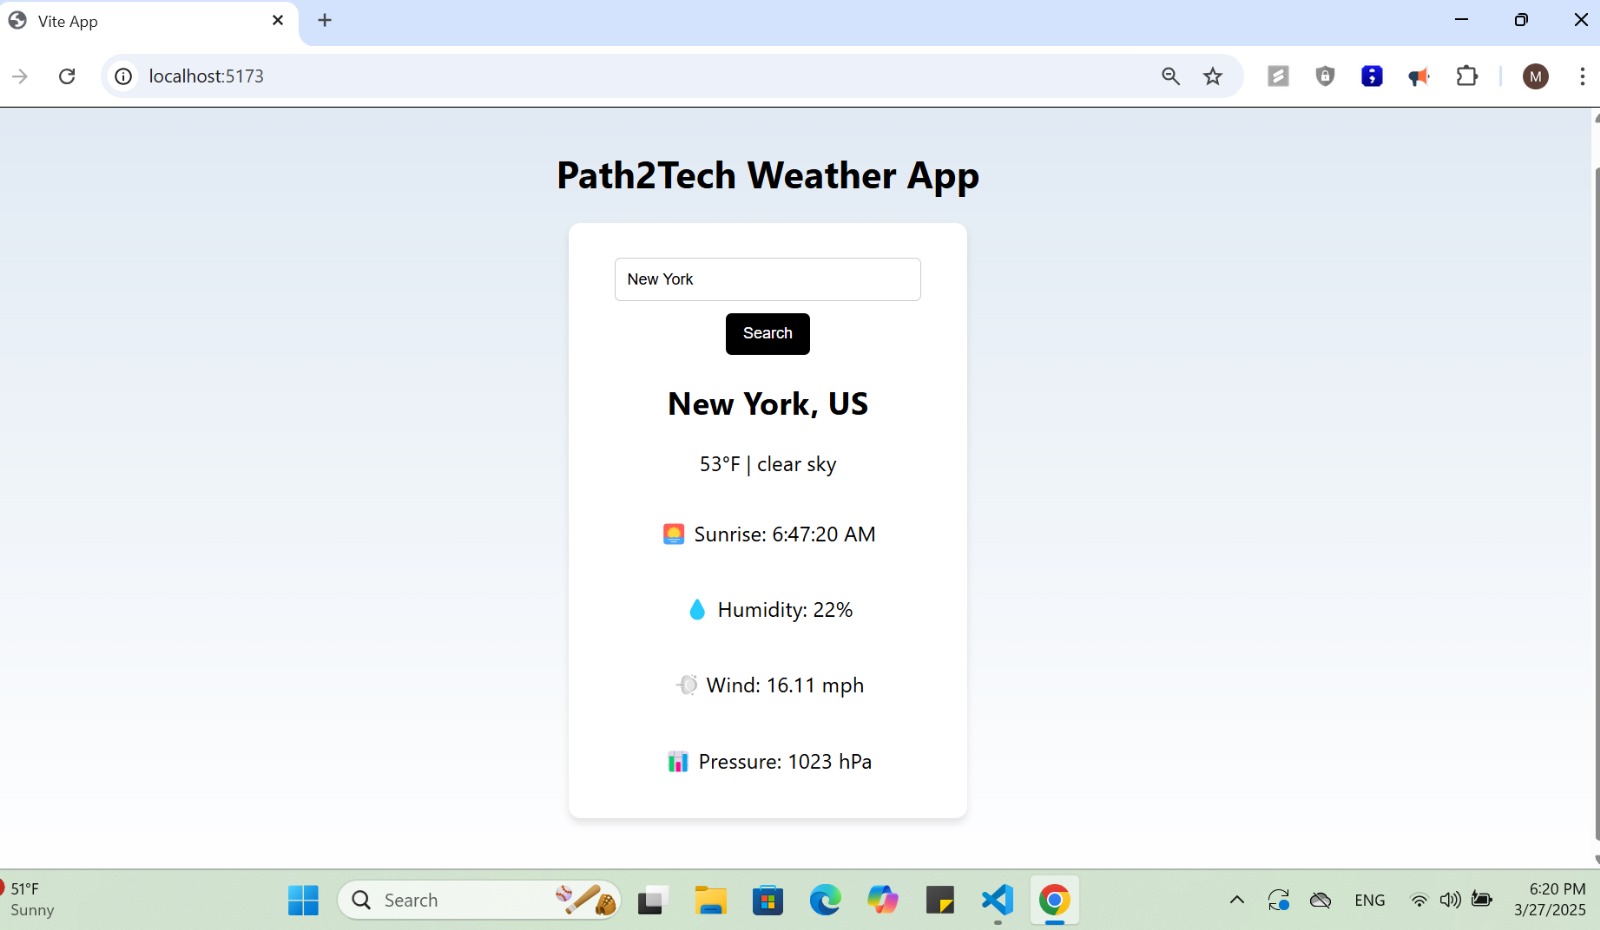 Vite App
localhost:5173
M
Path2Tech Weather App
New York
Search
New York, US
53°F | clear sky
Sunrise: 6:47:20 AM
Humidity: 22%
Wind: 16.11 mph
Pressure: 1023 hPa
51°F
Sunny
Search
ENG
6:20 PM
3/27/2025